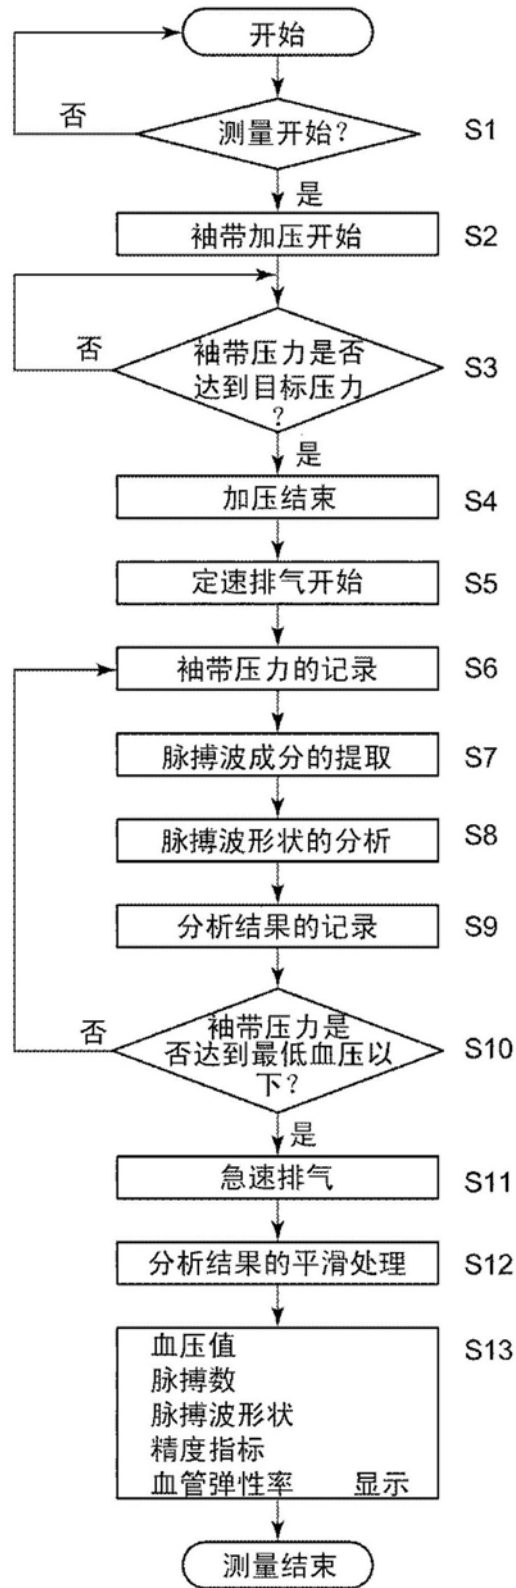 开始
否
测量开始?
S1
是
袖带加压开始
S2
否
袖带压力是否
达到目标压力
?
S3
是
加压结束
S4
定速排气开始
S5
袖带压力的记录
S6
脉搏波成分的提取
S7
脉搏波形状的分析
S8
分析结果的记录
S9
否
袖带压力是
否达到最低血压以
下?
S10
是
急速排气
S11
分析结果的平滑处理
S12
血压值
S13
脉搏数
脉搏波形状
精度指标
血管弹性率 显示
测量结束